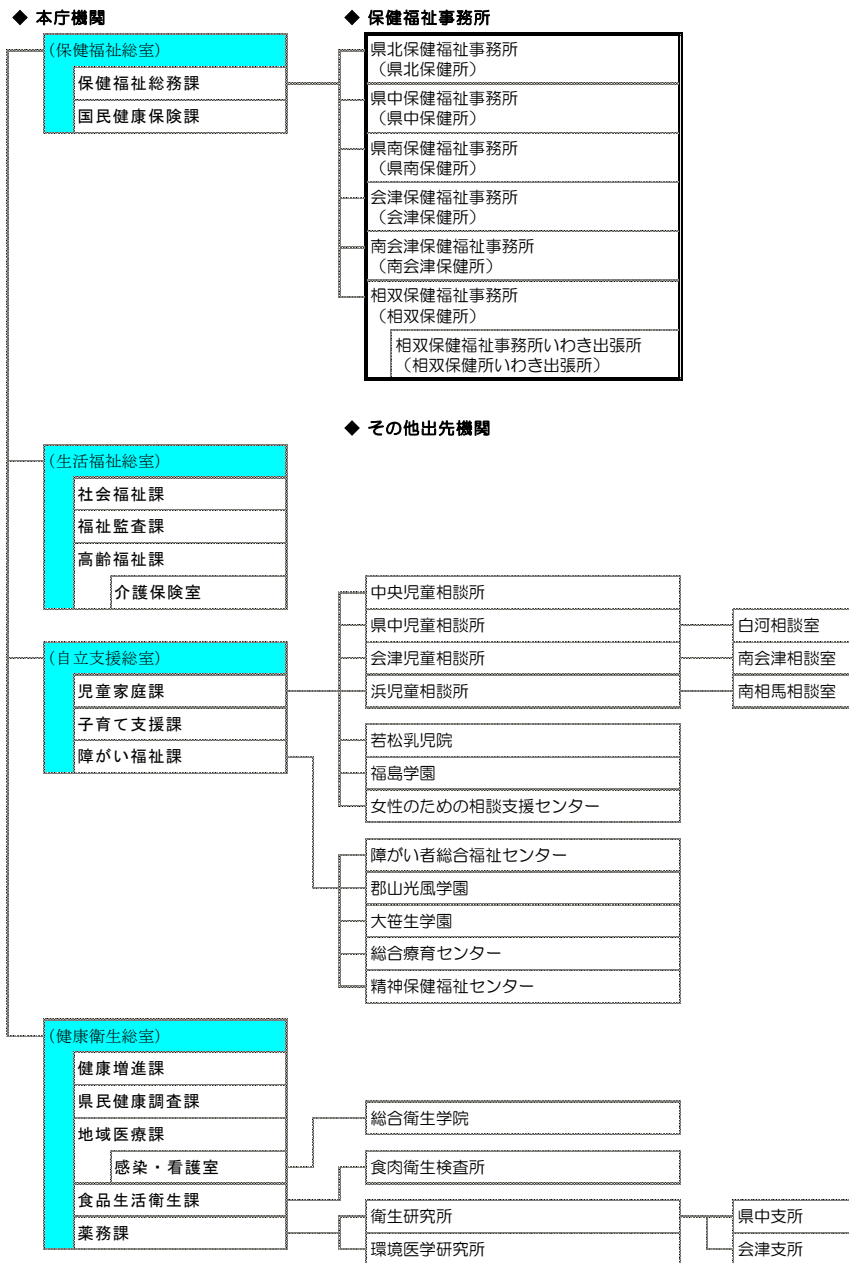 ◆ 本庁機関
(保健福祉総室)
保健福祉総務課
国民健康保険課
◆ 保健福祉事務所
県北保健福祉事務所
（県北保健所）
県中保健福祉事務所
（県中保健所）
県南保健福祉事務所
（県南保健所）
会津保健福祉事務所
（会津保健所）
南会津保健福祉事務所
（南会津保健所）
相双保健福祉事務所
（相双保健所）
相双保健福祉事務所いわき出張所
（相双保健所いわき出張所）
◆ その他出先機関
(生活福祉総室)
社会福祉課
福祉監査課
高齢福祉課
介護保険室
(自立支援総室)
児童家庭課
子育て支援課
障がい福祉課
中央児童相談所
県中児童相談所
白河相談室
会津児童相談所
南会津相談室
浜児童相談所
南相馬相談室
若松乳児院
福島学園
女性のための相談支援センター
障がい者総合福祉センター
郡山光風学園
大笹生学園
総合療育センター
精神保健福祉センター
(健康衛生総室)
健康増進課
県民健康調査課
地域医療課
感染・看護室
食品生活衛生課
薬務課
総合衛生学院
食肉衛生検査所
衛生研究所
県中支所
環境医学研究所
会津支所